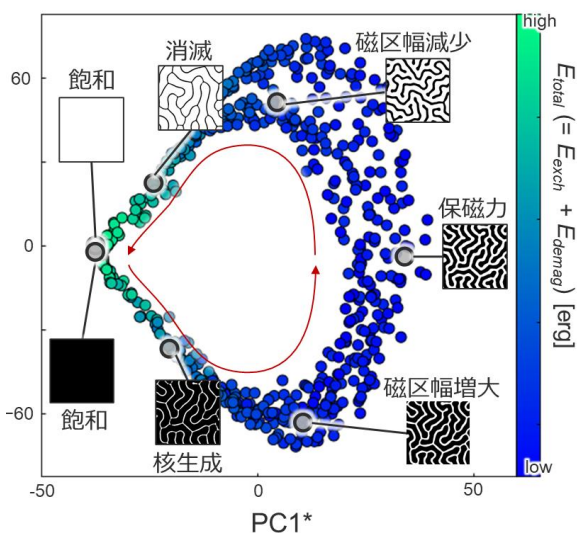 high
消滅
磁区幅減少
飽和
60
E_total (= E_exch + E_demag) [erg]
保磁力
0
磁区幅増大
飽和
-60
核生成
low
-50
0
50
PC1*